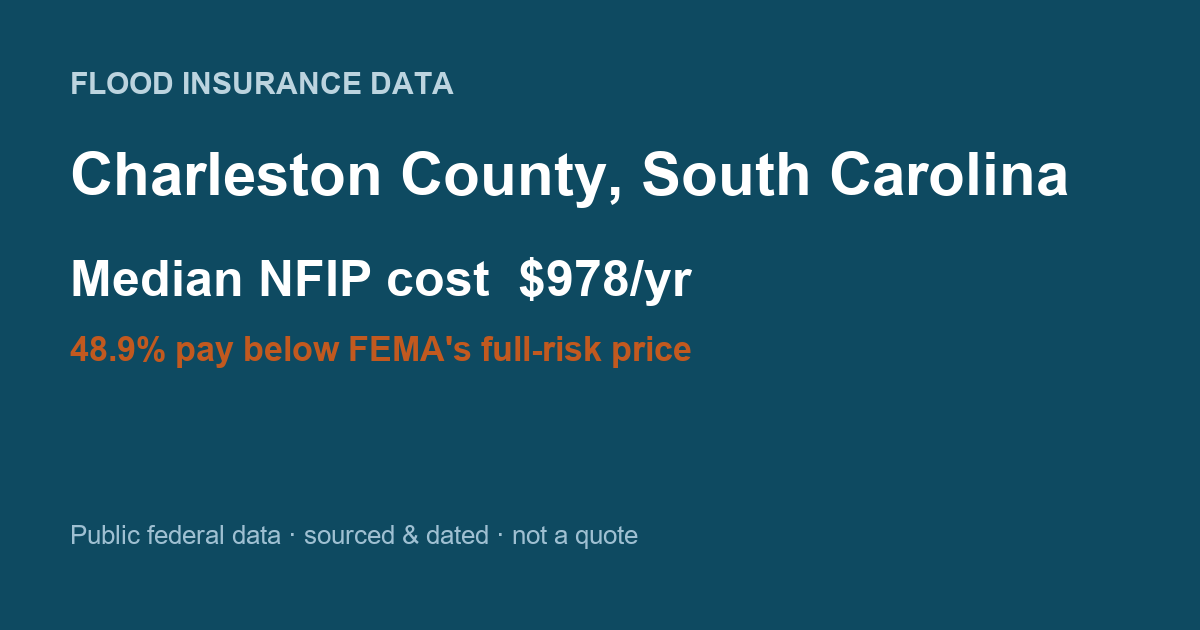 FLOOD INSURANCE DATA
Charleston County, South Carolina
Median NFIP cost  $978/yr
48.9% pay below FEMA's full-risk price
Public federal data · sourced & dated · not a quote